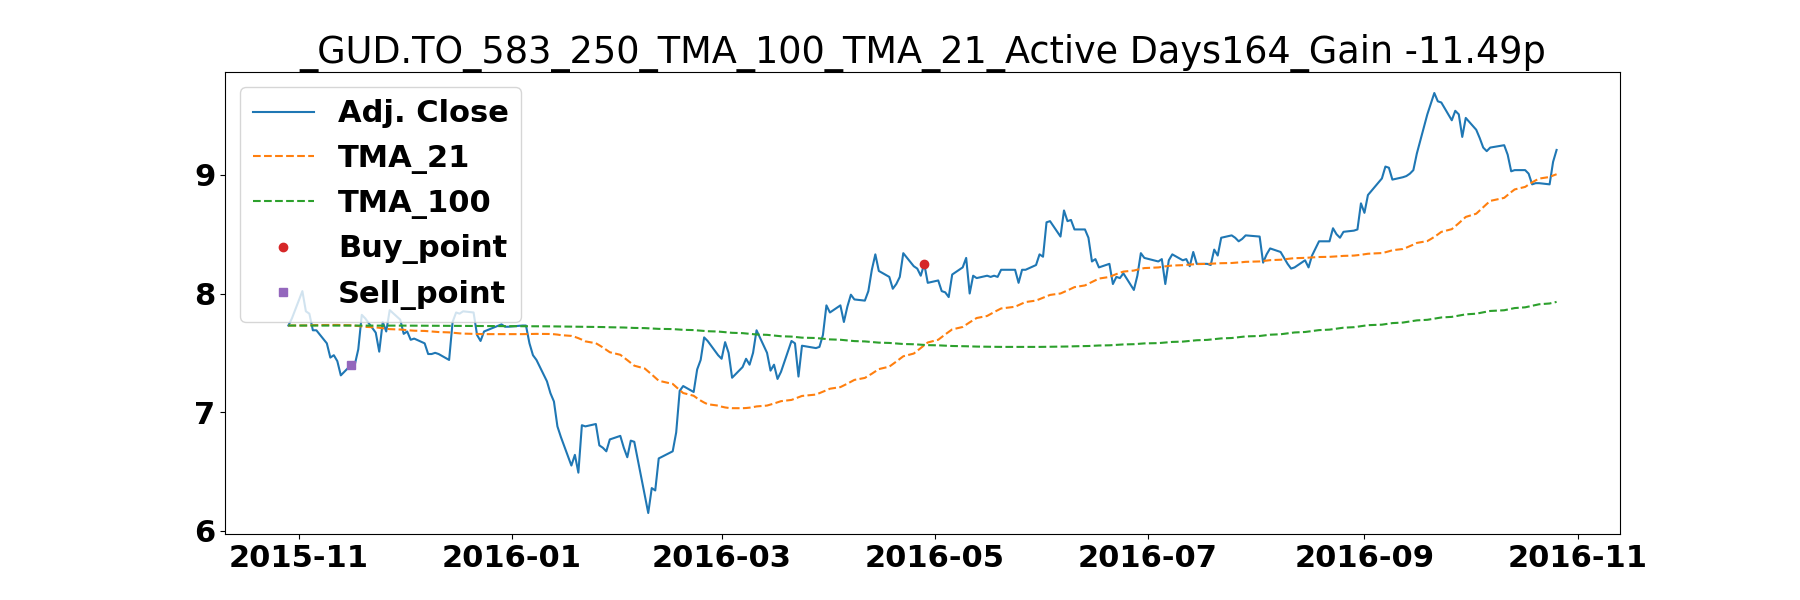 _GUD.TO_583_250_TMA_100_TMA_21_Active Days164_Gain -11.49p
Adj. Close
TMA_21
TMA_100
Buy_point
Sell_point
9
8
7
6
2015-11 2016-01 2016-03 2016-05 2016-07 2016-09 2016-11